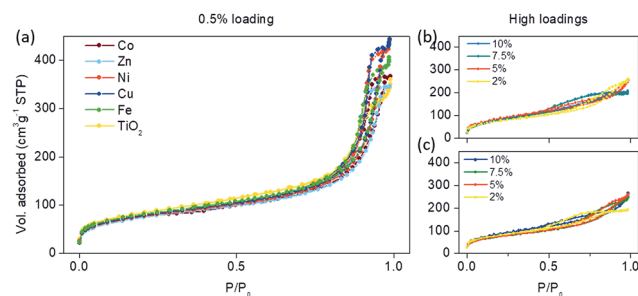 0.5% loading
High loadings
(a)
Co
Zn
Ni
Cu
Fe
TiO₂
Vol. adsorbed (cm³g⁻¹ STP)
400
300
200
100
0
0.0
0.5
1.0
P/P₀
(b)
10%
7.5%
5%
2%
400
300
200
100
0
(c)
10%
7.5%
5%
2%
400
300
200
100
0
0.0
0.5
1.0
P/P₀